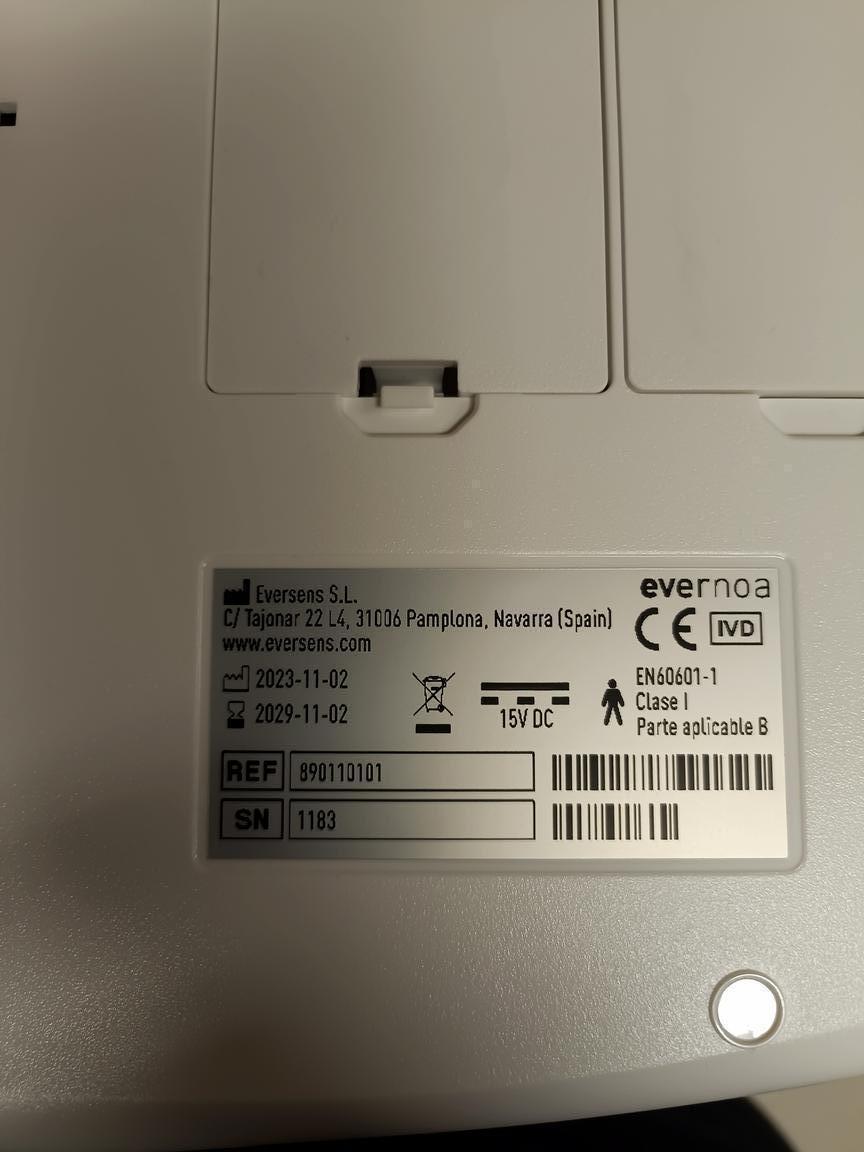 Eversens S.L.
C/ Tajonar 22 L4, 31006 Pamplona, Navarra (Spain)
www.eversens.com
evernoa
CE IVD
2023-11-02
2029-11-02
15V DC
EN60601-1
Clase I
Parte aplicable B
REF 890110101
SN 1183